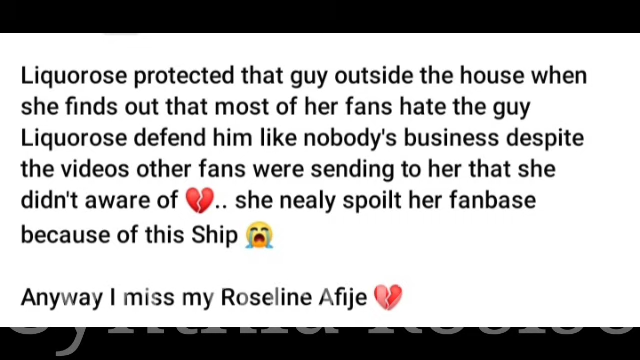 Liquorose protected that guy outside the house when
she finds out that most of her fans hate the guy
Liquorose defend him like nobody's business despite
the videos other fans were sending to her that she
didn't aware of 💔.. she nealy spoilt her fanbase
because of this Ship 😭
Anyway I miss my Roseline Afije 💔